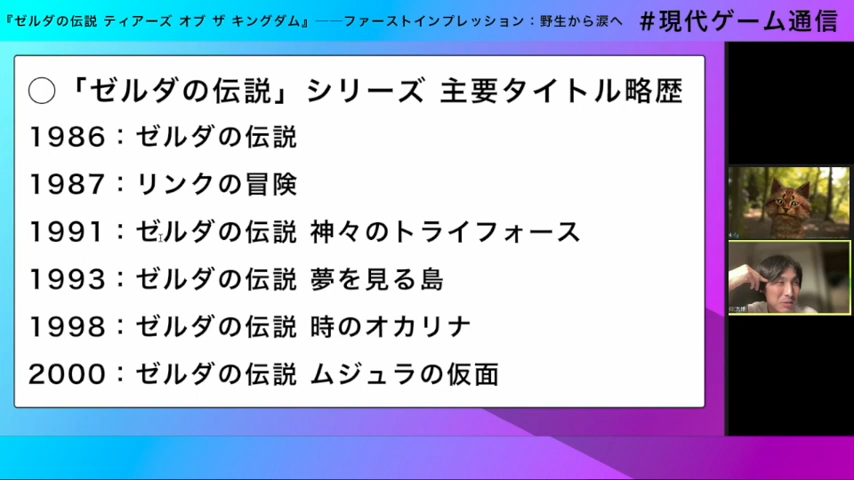 『ゼルダの伝説 ティアーズ オブ ザ キングダム』──ファーストインプレッション：野生から涙へ
#現代ゲーム通信
○「ゼルダの伝説」シリーズ 主要タイトル略歴
1986：ゼルダの伝説
1987：リンクの冒険
1991：ゼルダの伝説 神々のトライフォース
1993：ゼルダの伝説 夢を見る島
1998：ゼルダの伝説 時のオカリナ
2000：ゼルダの伝説 ムジュラの仮面